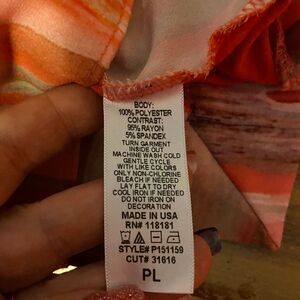 BODY:
100% POLYESTER
CONTRAST:
95% RAYON
5% SPANDEX
TURN GARMENT
INSIDE OUT
MACHINE WASH COLD
GENTLE CYCLE
WITH LIKE COLORS
ONLY NON-CHLORINE
BLEACH IF NEEDED
LAY FLAT TO DRY
COOL IRON IF NEEDED
DO NOT IRON ON
DECORATION
MADE IN USA
RN# 118181
STYLE# P151159
CUT# 31616
PL